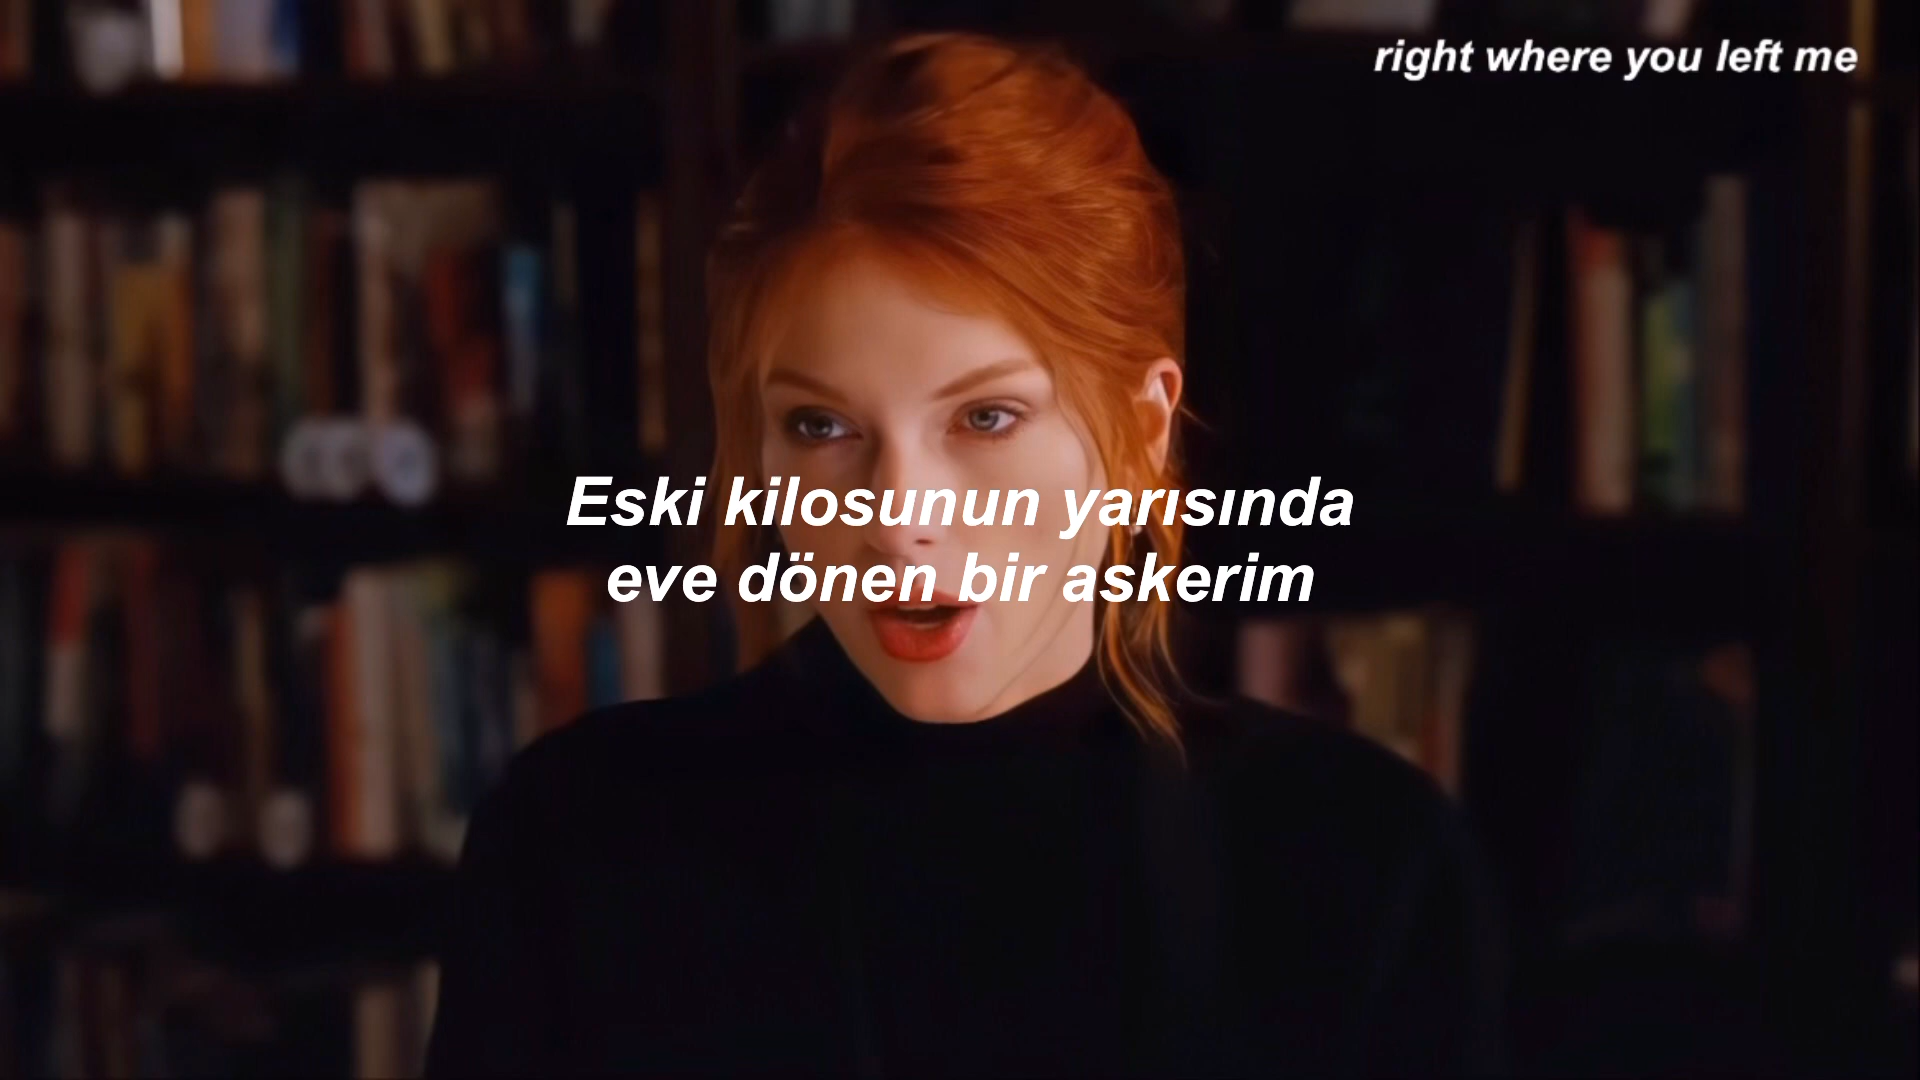 right where you left me
Eski kilosunun yarısında
eve dönen bir askerim